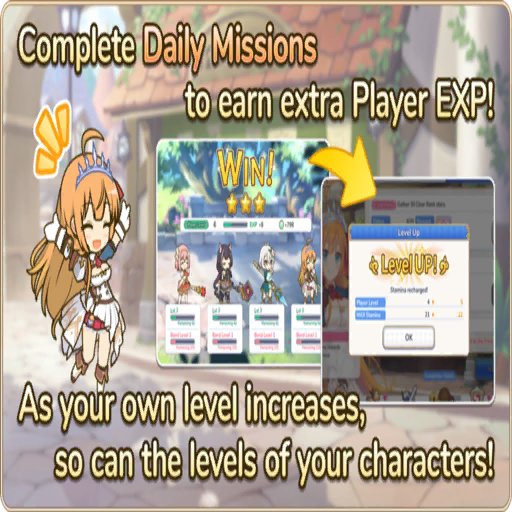 Complete Daily Missions
to earn extra Player EXP!
WIN!
Level Up
Level UP!
Stamina recharged!
Player Level
MAX Stamina
OK
As your own level increases,
so can the levels of your characters!